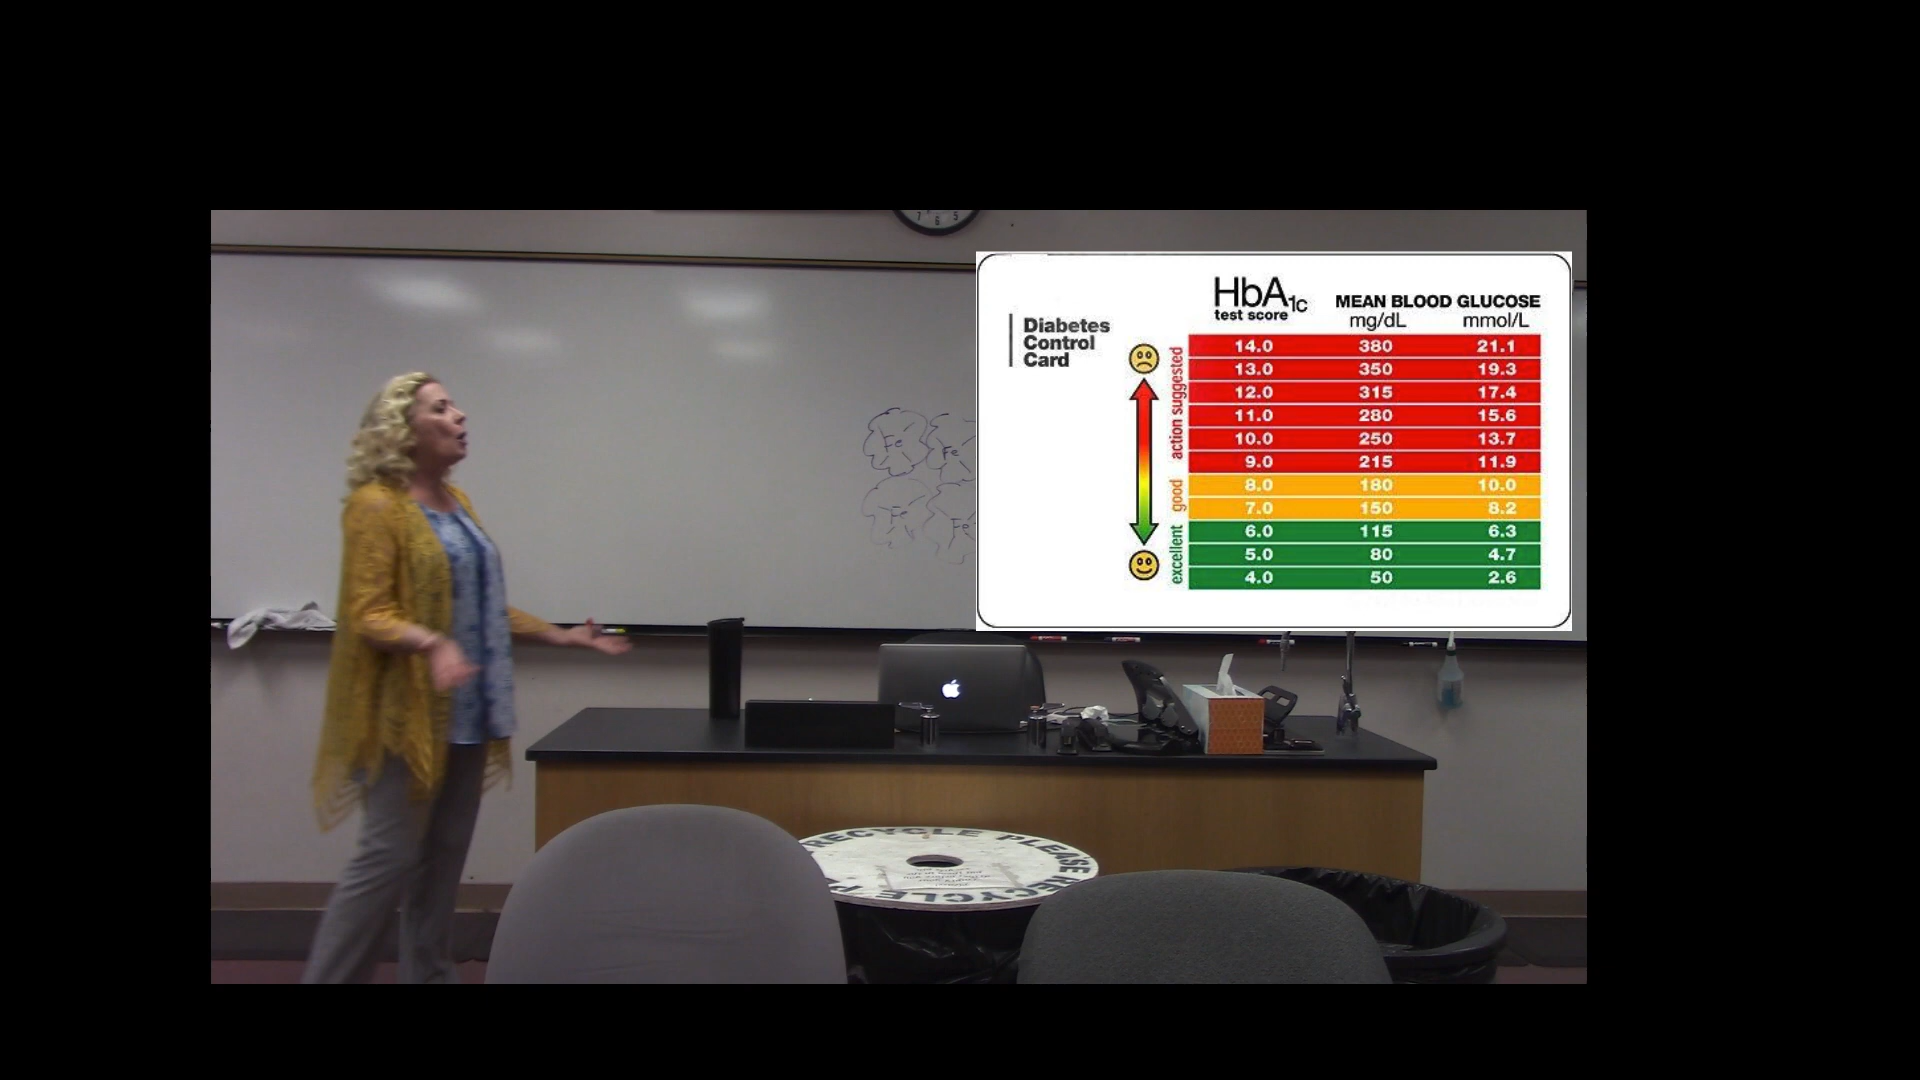 7 6 5
HbA1c
test score
MEAN BLOOD GLUCOSE
mg/dL mmol/L
Diabetes
Control
Card
action suggested
good
excellent
14.0 380 21.1
13.0 350 19.3
12.0 315 17.4
11.0 280 15.6
10.0 250 13.7
9.0 215 11.9
8.0 180 10.0
7.0 150 8.2
6.0 115 6.3
5.0 80 4.7
4.0 50 2.6
Fe Fe
Fe Fe
RECYCLE PLEASE RECYCLE